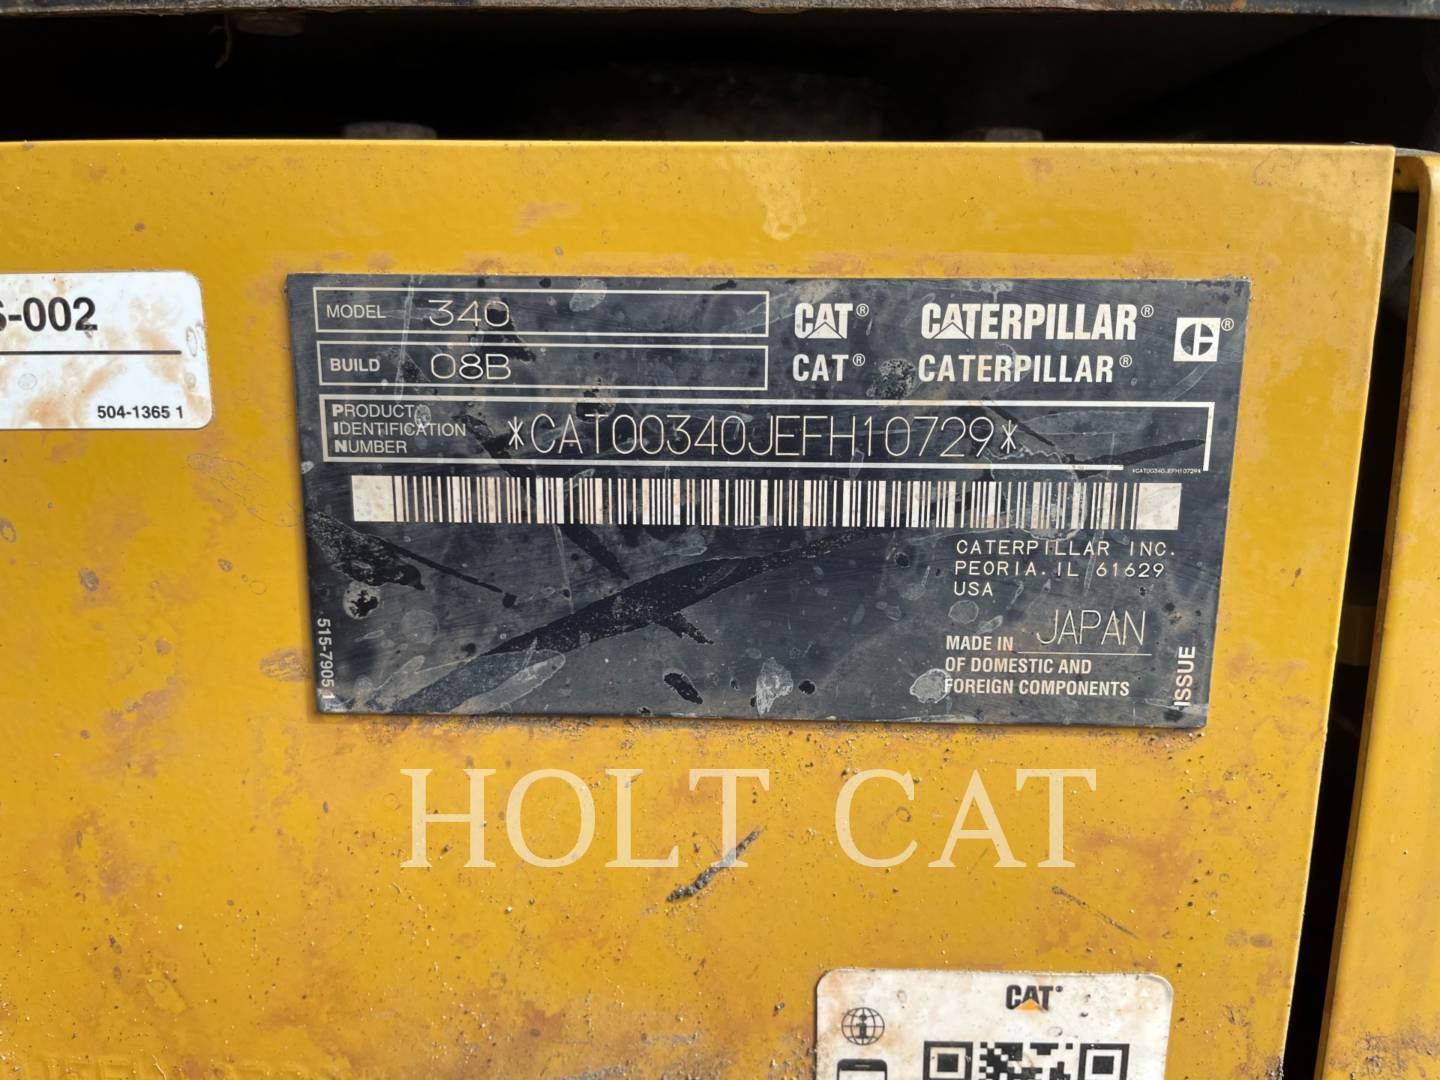 -002
504-1365 1
MODEL 340
BUILD 08B
CAT® CATERPILLAR® C®
CAT® CATERPILLAR®
PRODUCT IDENTIFICATION NUMBER *CAT00340JEFH10729*
*CAT00340JEFH10729*
CATERPILLAR INC.
PEORIA, IL 61629
USA
MADE IN JAPAN
OF DOMESTIC AND
FOREIGN COMPONENTS
ISSUE
515-7905 1
HOLT CAT
CAT®